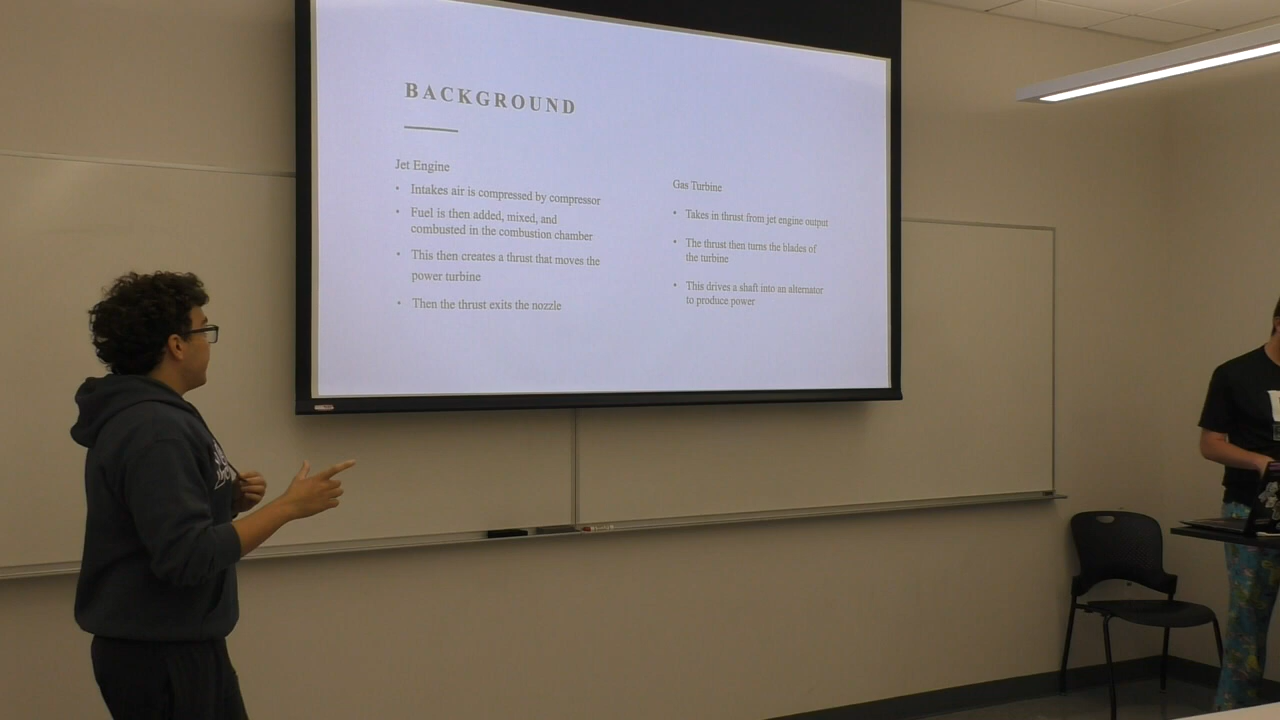 BACKGROUND
Jet Engine
• Intakes air is compressed by compressor
• Fuel is then added, mixed, and
combusted in the combustion chamber
• This then creates a thrust that moves the
power turbine
• Then the thrust exits the nozzle
Gas Turbine
• Takes in thrust from jet engine output
• The thrust then turns the blades of
the turbine
• This drives a shaft into an alternator
to produce power